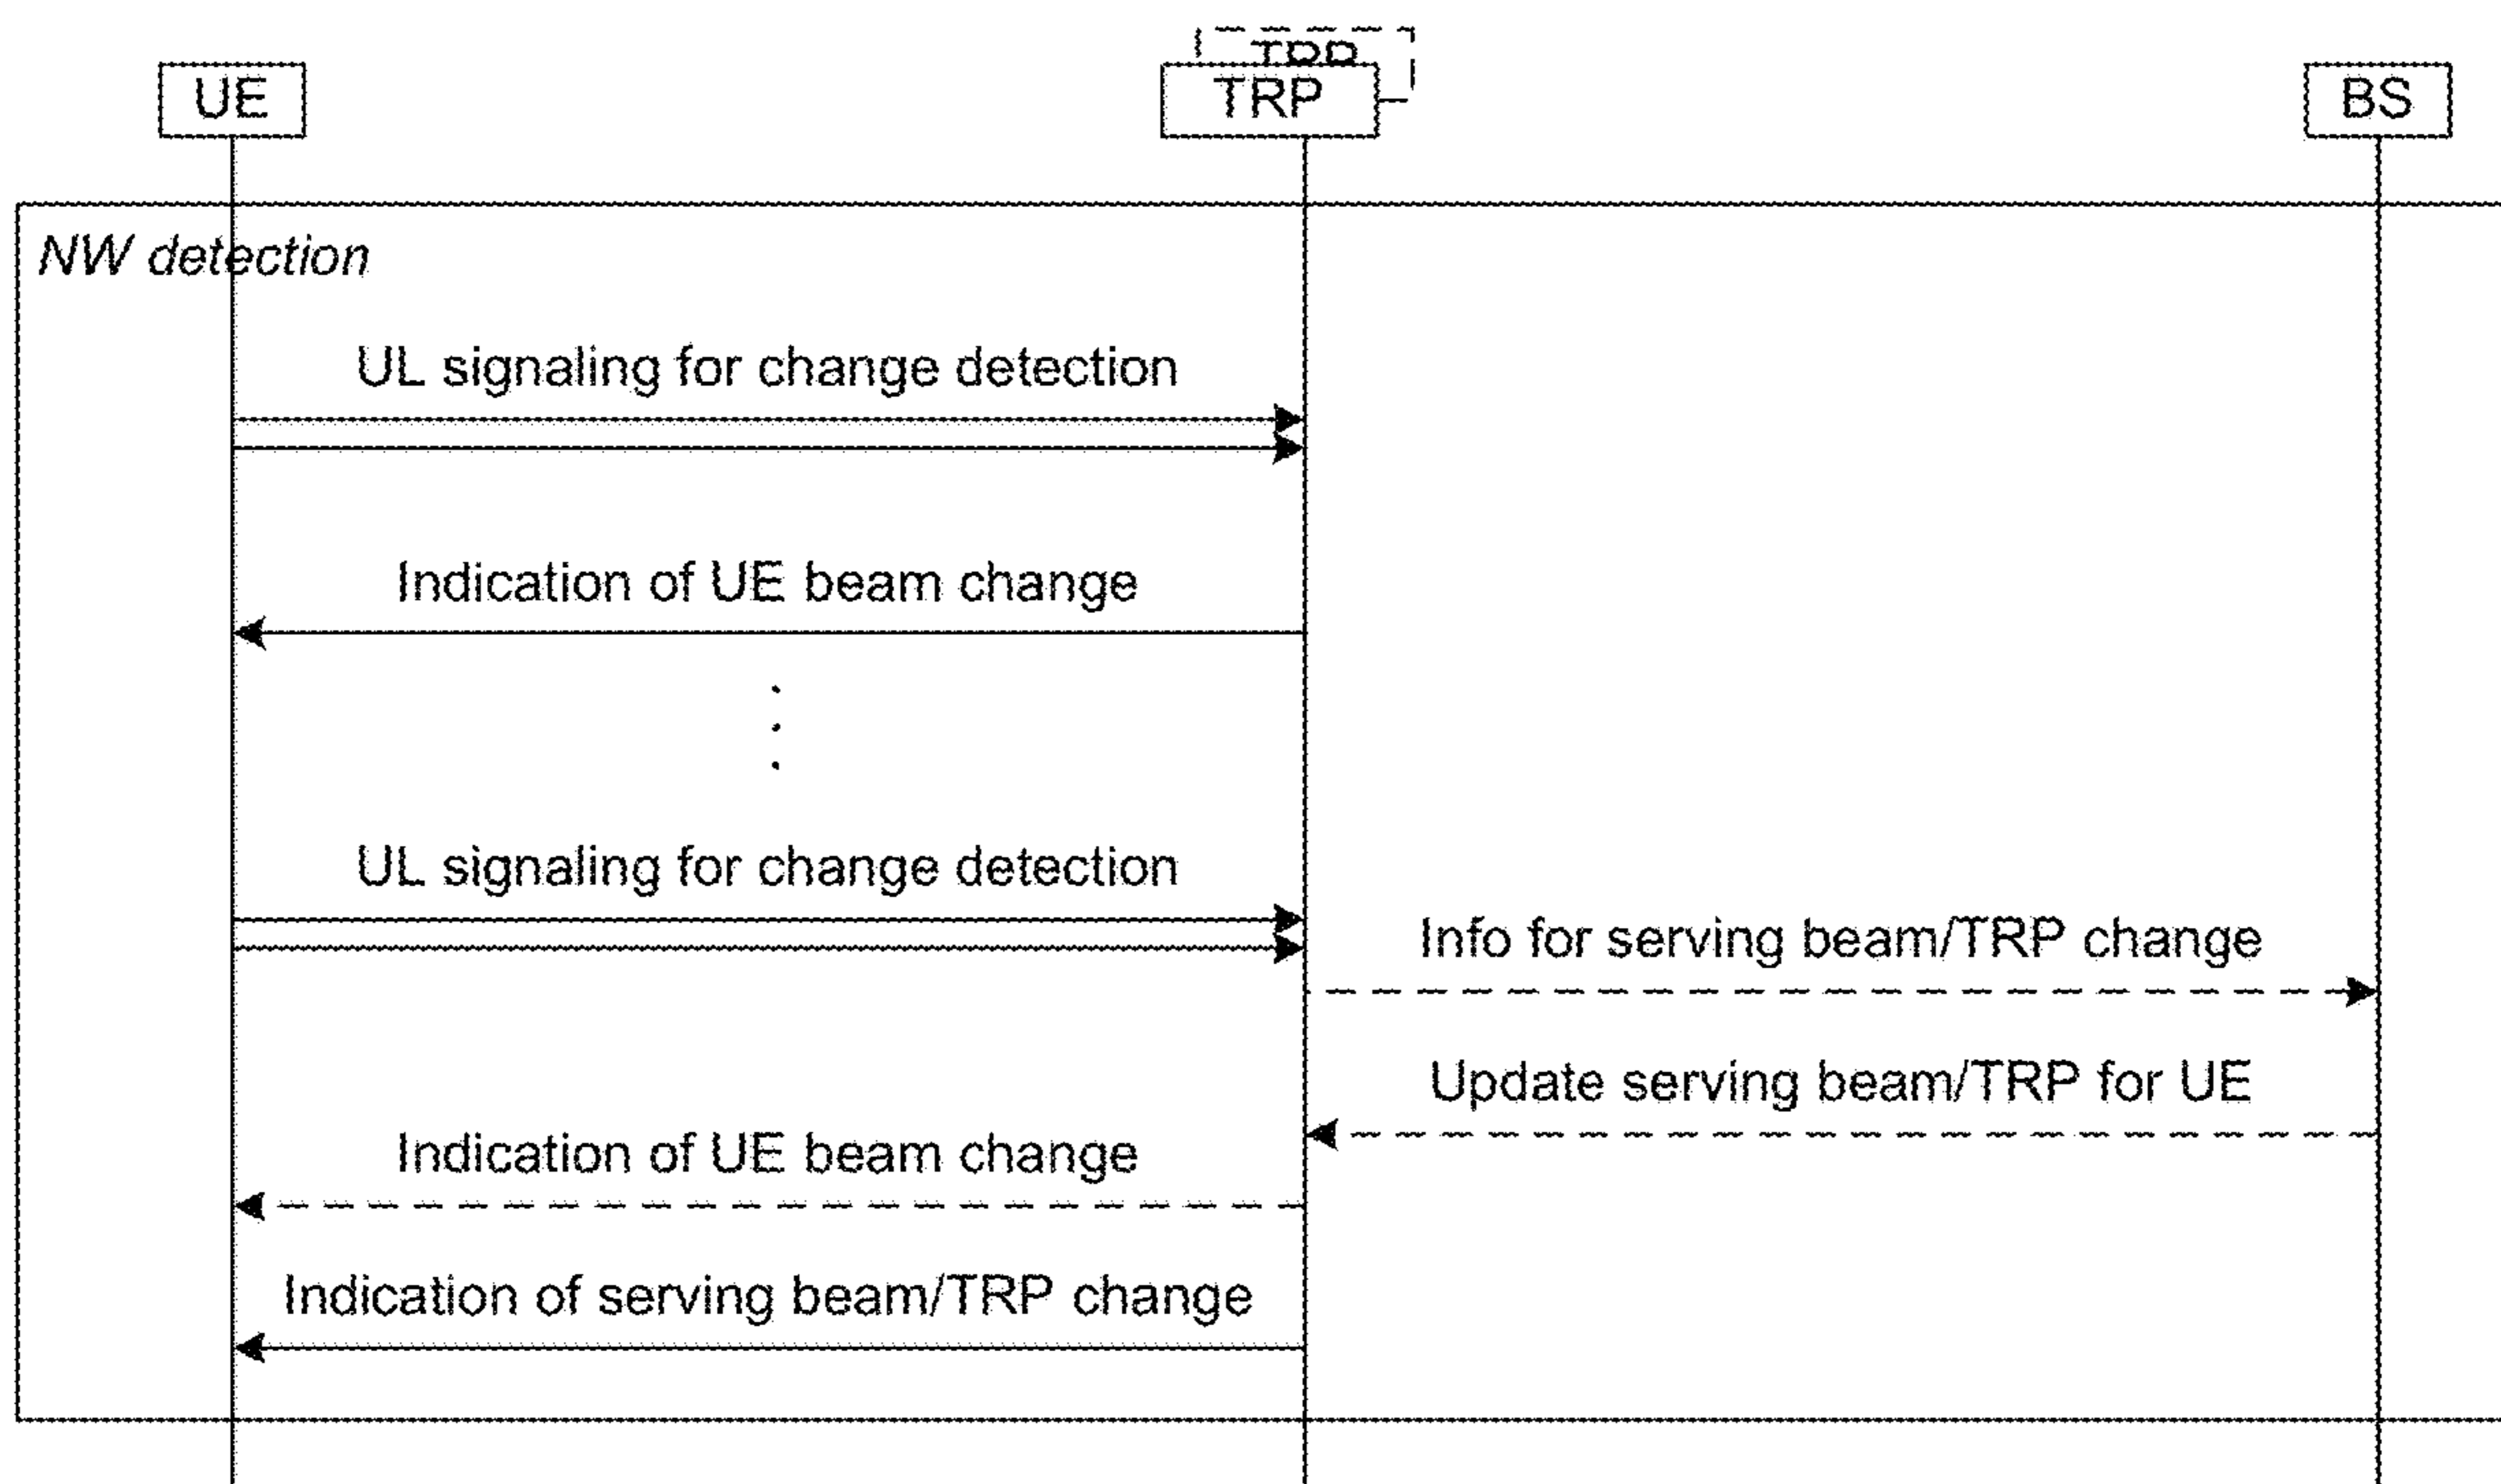 TRP
UE
TRP
BS
NW detection
UL signaling for change detection
Indication of UE beam change
UL signaling for change detection
Info for serving beam/TRP change
Update serving beam/TRP for UE
Indication of UE beam change
Indication of serving beam/TRP change